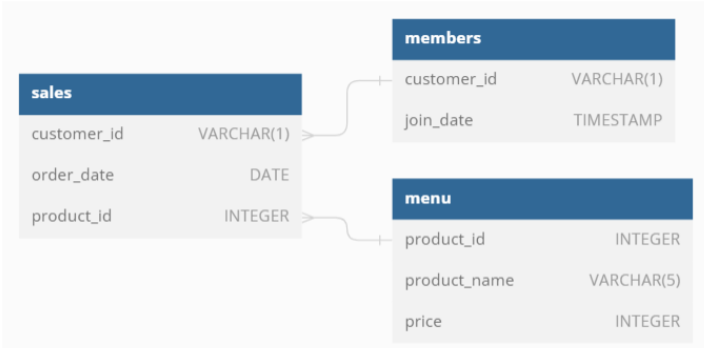 sales
customer_id VARCHAR(1)
order_date DATE
product_id INTEGER
members
customer_id VARCHAR(1)
join_date TIMESTAMP
menu
product_id INTEGER
product_name VARCHAR(5)
price INTEGER